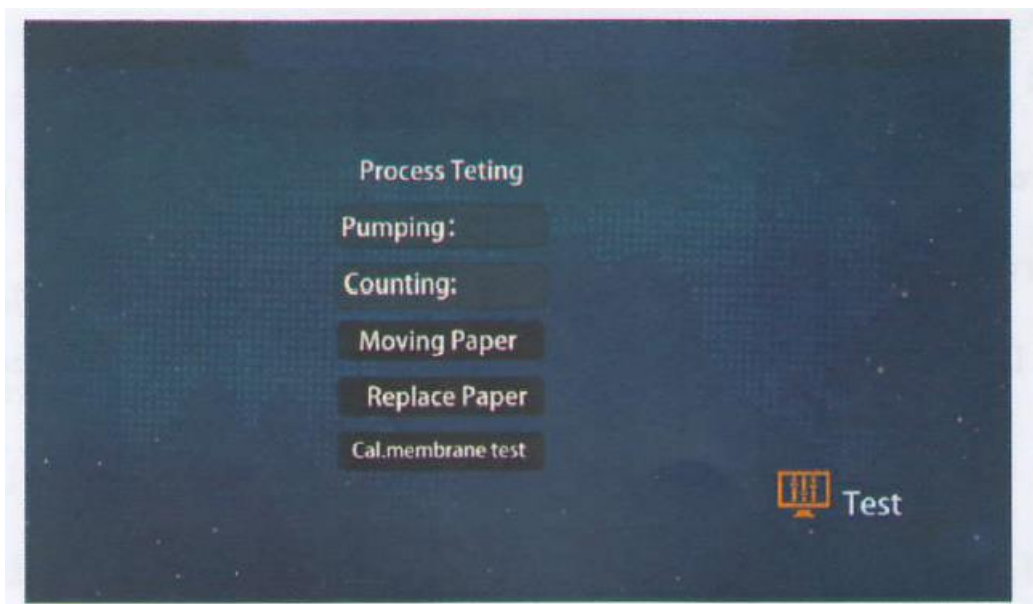 Process Teting
Pumping:
Counting:
Moving Paper
Replace Paper
Cal.membrane test
Test